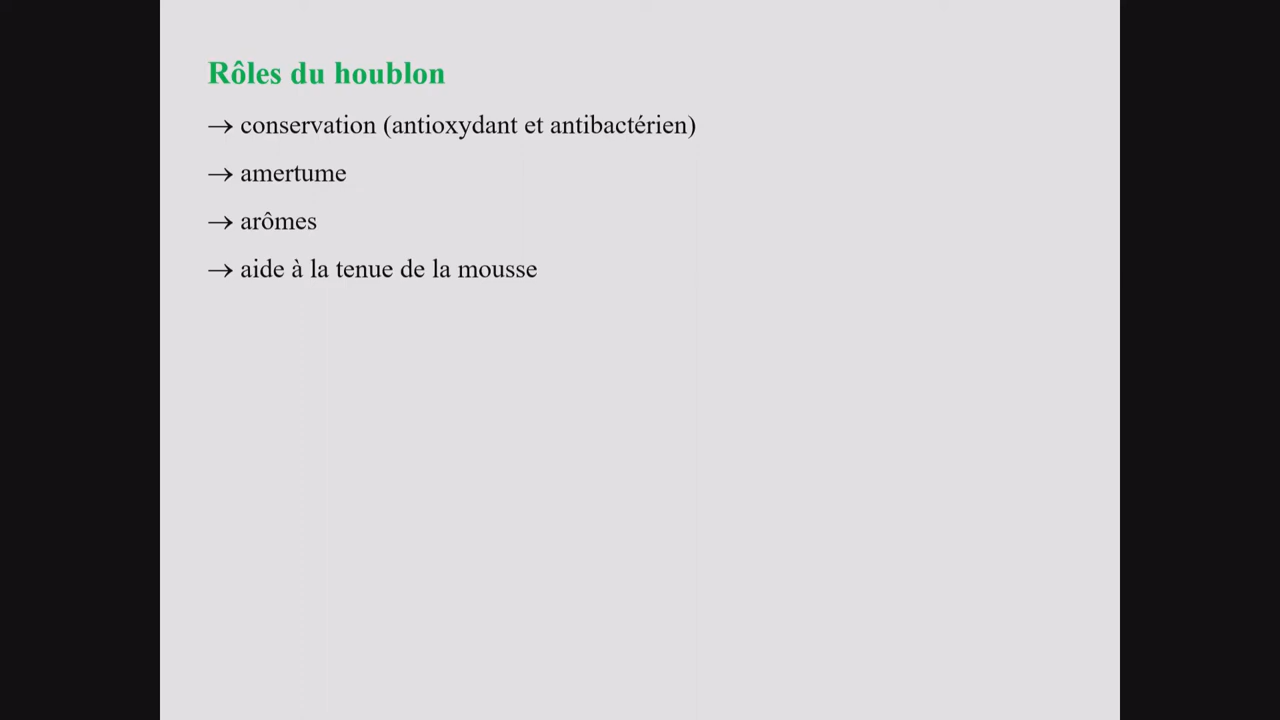 Rôles du houblon
→ conservation (antioxydant et antibactérien)
→ amertume
→ arômes
→ aide à la tenue de la mousse